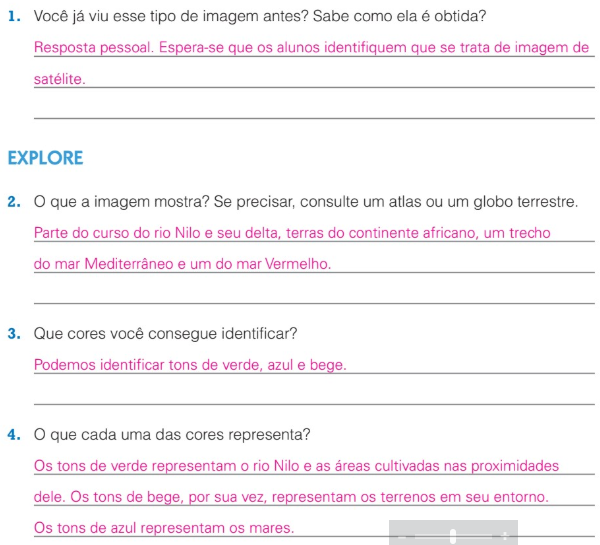 1. Você já viu esse tipo de imagem antes? Sabe como ela é obtida?
Resposta pessoal. Espera-se que os alunos identifiquem que se trata de imagem de
satélite.
EXPLORE
2. O que a imagem mostra? Se precisar, consulte um atlas ou um globo terrestre.
Parte do curso do rio Nilo e seu delta, terras do continente africano, um trecho
do mar Mediterrâneo e um do mar Vermelho.
3. Que cores você consegue identificar?
Podemos identificar tons de verde, azul e bege.
4. O que cada uma das cores representa?
Os tons de verde representam o rio Nilo e as áreas cultivadas nas proximidades
dele. Os tons de bege, por sua vez, representam os terrenos em seu entorno.
Os tons de azul representam os mares.